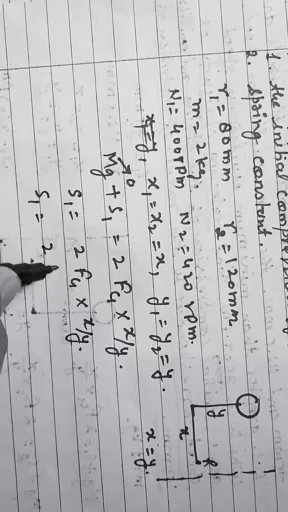 1. the initial
2. spring constant.
r₁ = 80mm r₂ = 120mm
m = 2kg.
N₁ = 400rpm N₂ = 420 rpm.
x=y, x₁ = x₂ = x, y₁ = y₂ = y. x = y.
Mg + S₁ = 2 Fc₁ × x/y.
0
S₁ = 2 Fc₁ × x/y.
S₁ = 2
y
x